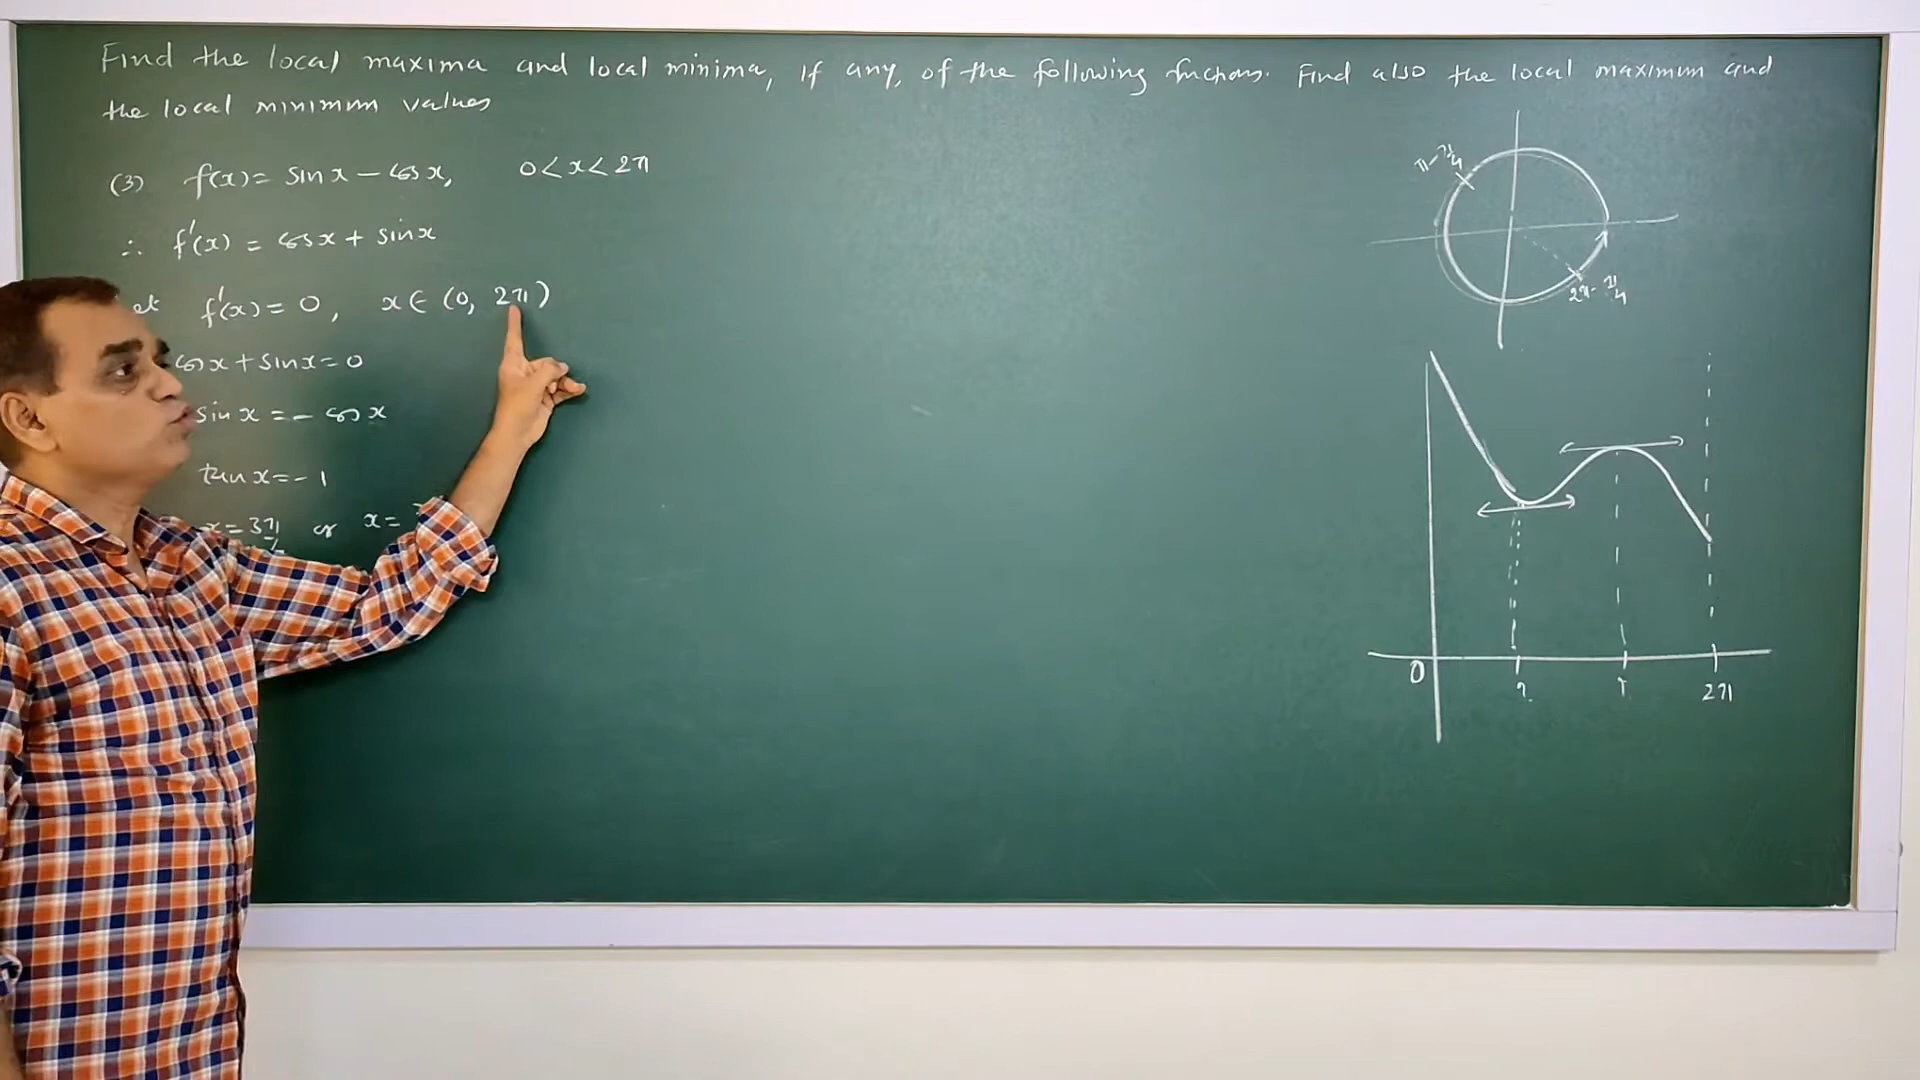 Find the local maxima and local minima, if any, of the following functions. Find also the local maximum and
the local minimum values
(3) f(x) = sin x - cos x, 0 < x < 2π
∴ f'(x) = cos x + sin x
f'(x) = 0, x ∈ (0, 2π)
cos x + sin x = 0
sin x = - cos x
tan x = - 1
x = 3π or x =
π - π/4
2π - π/4
0
2π